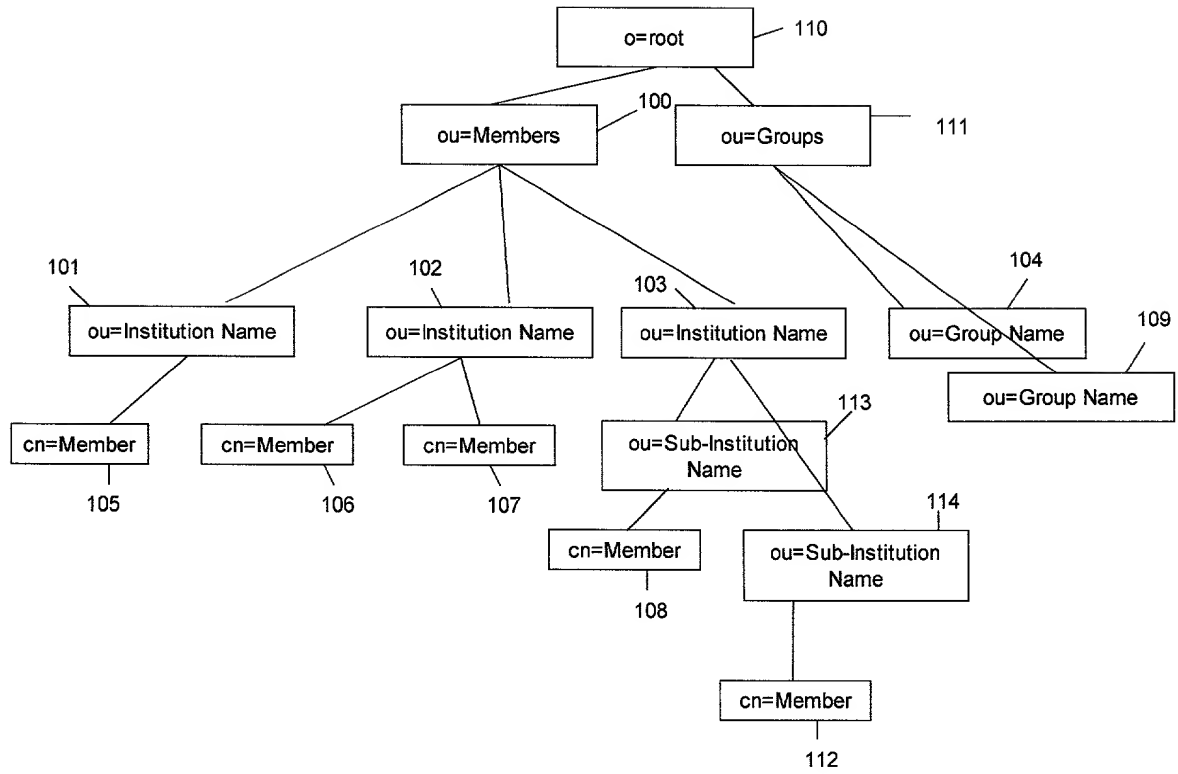 o=root
110
ou=Members
100
ou=Groups
111
101
102
103
104
109
ou=Institution Name
ou=Institution Name
ou=Institution Name
ou=Group Name
ou=Group Name
113
cn=Member
cn=Member
cn=Member
ou=Sub-Institution
Name
105
106
107
114
cn=Member
ou=Sub-Institution
Name
108
cn=Member
112